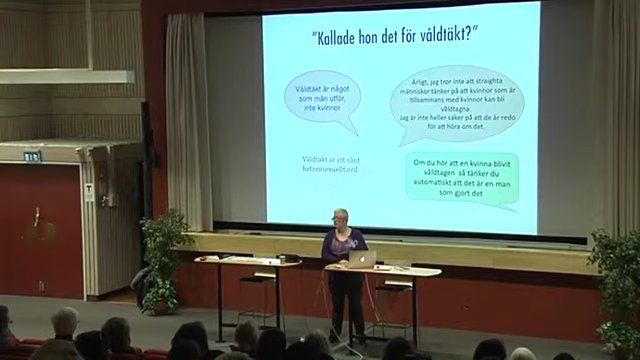 "Kallade hon det för våldtäkt?"
Våldtäkt är något
som män utför,
inte kvinnor
Ärligt, jag tror inte att straighta
människor tänker på att kvinnor som är
tillsammans med kvinnor kan bli
våldtagna.
Jag är inte heller säker på att de är redo
för att höra om det.
Våldtäkt är ett sånt
heterosexuellt ord
Om du hör att en kvinna blivit
våldtagen så tänker du
automatiskt att det är en man
som gjort det